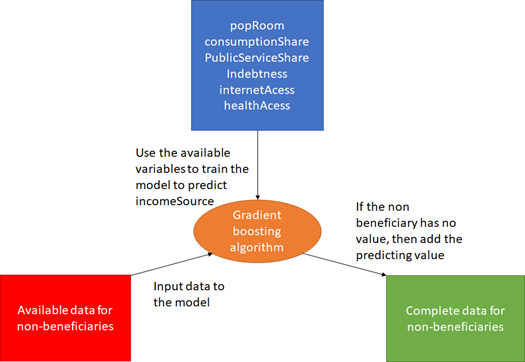 popRoom
consumptionShare
PublicServiceShare
Indebtness
internetAcess
healthAcess
Use the available
variables to train the
model to predict
incomeSource
Gradient
boosting
algorithm
If the non
beneficiary has no
value, then add the
predicting value
Input data to
the model
Available data for
non-beneficiaries
Complete data for
non-beneficiaries